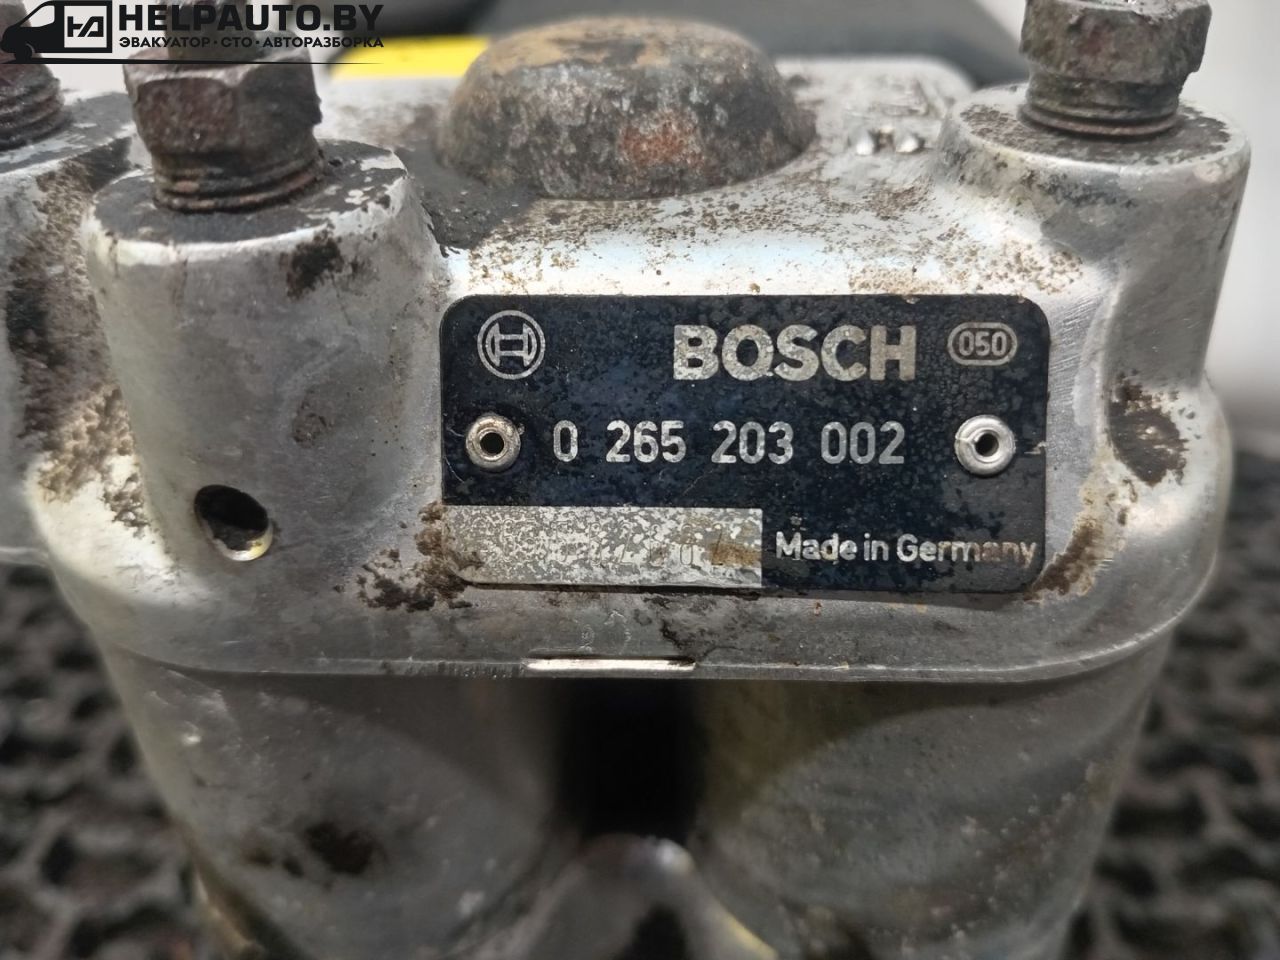 HELPAUTO.BY
ЭВАКУАТОР · СТО · АВТОРАЗБОРКА
BOSCH 050
0 265 203 002
Made in Germany